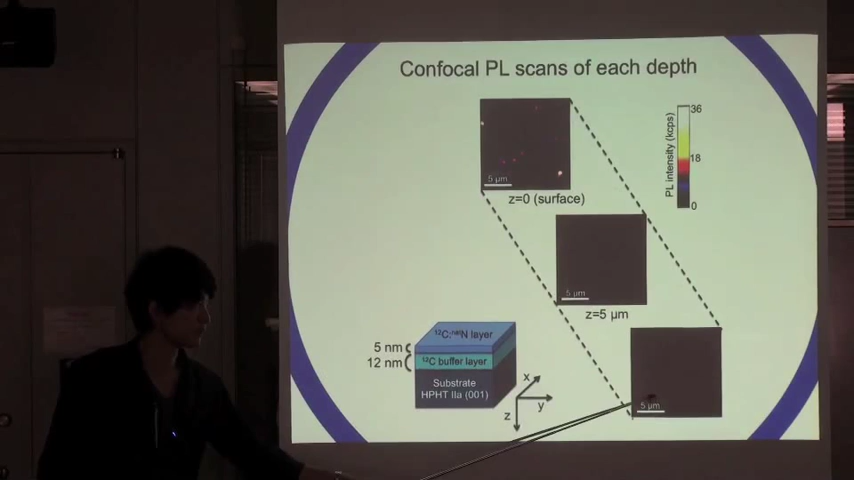 Confocal PL scans of each depth
36
PL intensity (kcps)
18
0
5 μm
z=0 (surface)
5 μm
z=5 μm
5 μm
¹²C:ⁿᵃᵗN layer
5 nm
12 nm
¹²C buffer layer
Substrate
HPHT IIa (001)
x
y
z